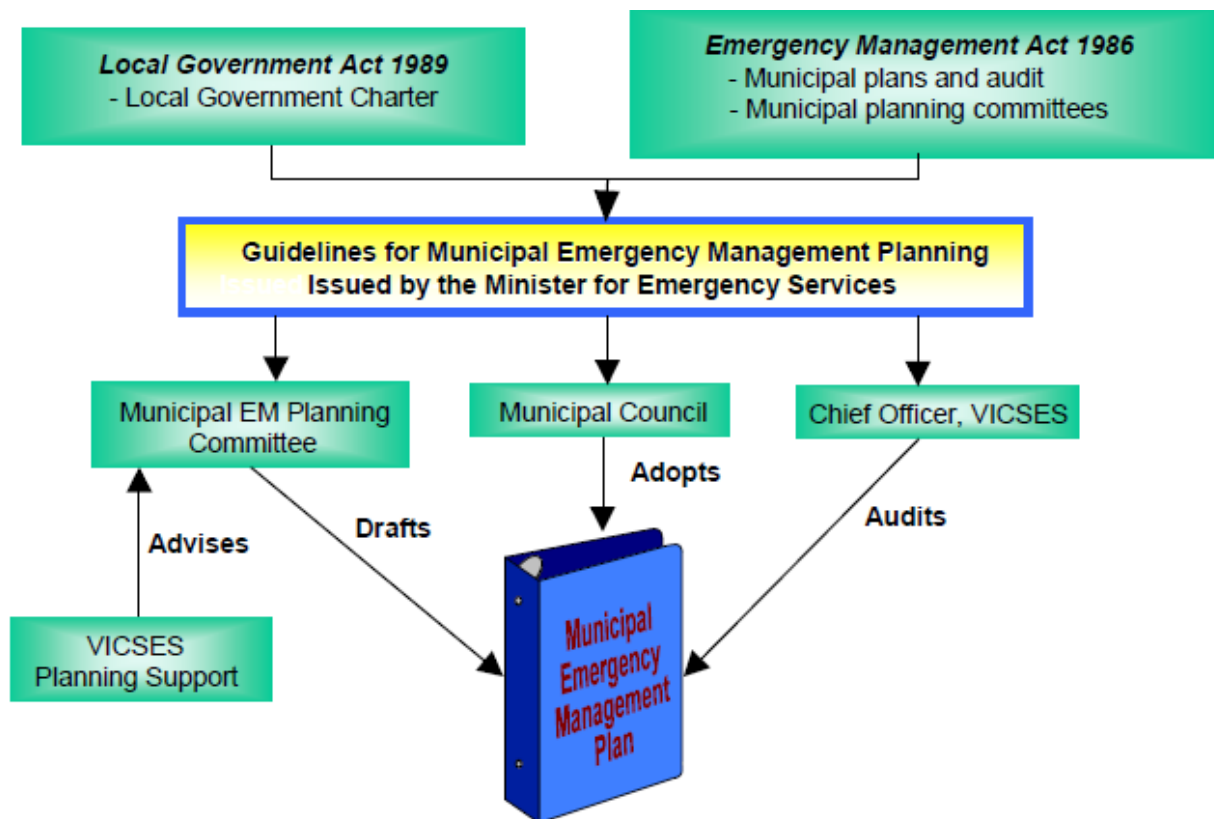 Local Government Act 1989
- Local Government Charter
Emergency Management Act 1986
- Municipal plans and audit
- Municipal planning committees
Guidelines for Municipal Emergency Management Planning
Issued Issued by the Minister for Emergency Services
Municipal EM Planning
Committee
Municipal Council
Chief Officer, VICSES
Adopts
Drafts
Audits
Advises
VICSES
Planning Support
Municipal
Emergency
Management
Plan